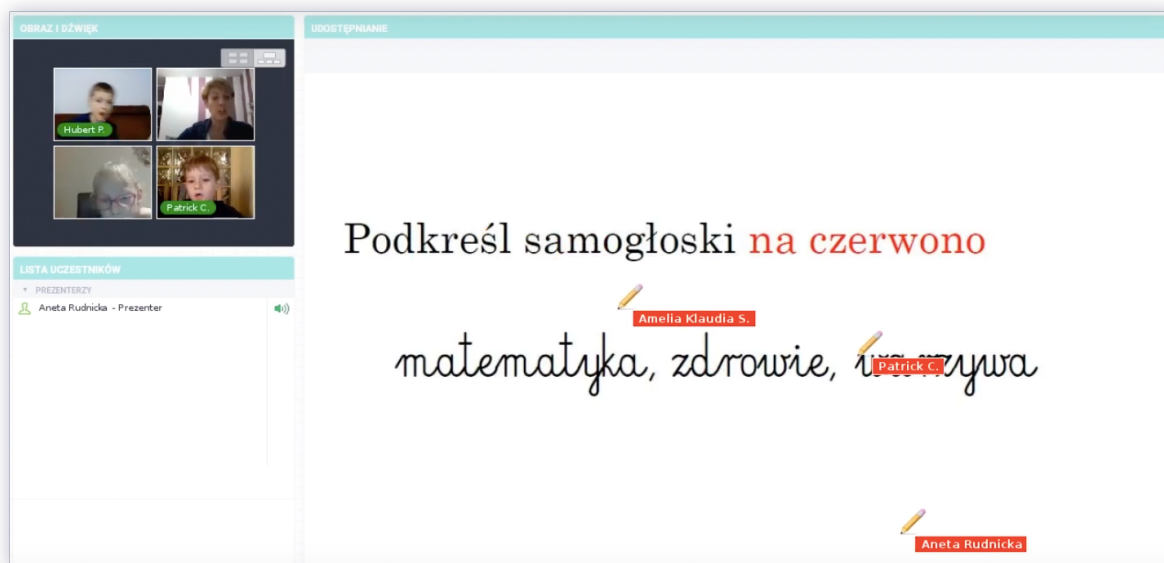 OBRAZ I DŹWIĘK
Hubert P.
Patrick C.
LISTA UCZESTNIKÓW
PREZENTERZY
Aneta Rudnicka - Prezenter
UDOSTĘPNIANIE
Podkreśl samogłoski na czerwono
Amelia Klaudia S.
matematyka, zdrowie, warzywa
Patrick C.
Aneta Rudnicka